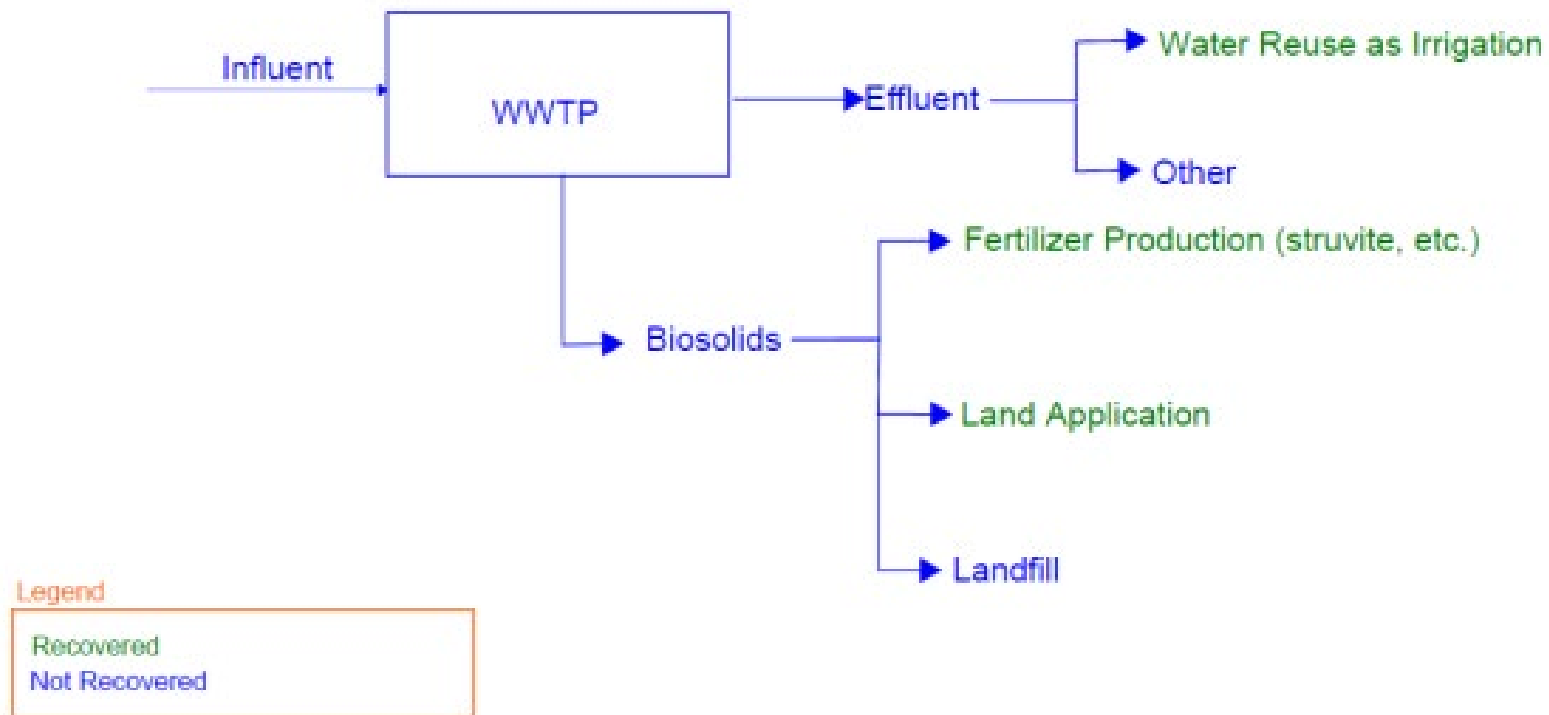 Influent
WWTP
Effluent
Water Reuse as Irrigation
Other
Biosolids
Fertilizer Production (struvite, etc.)
Land Application
Landfill
Legend
Recovered
Not Recovered